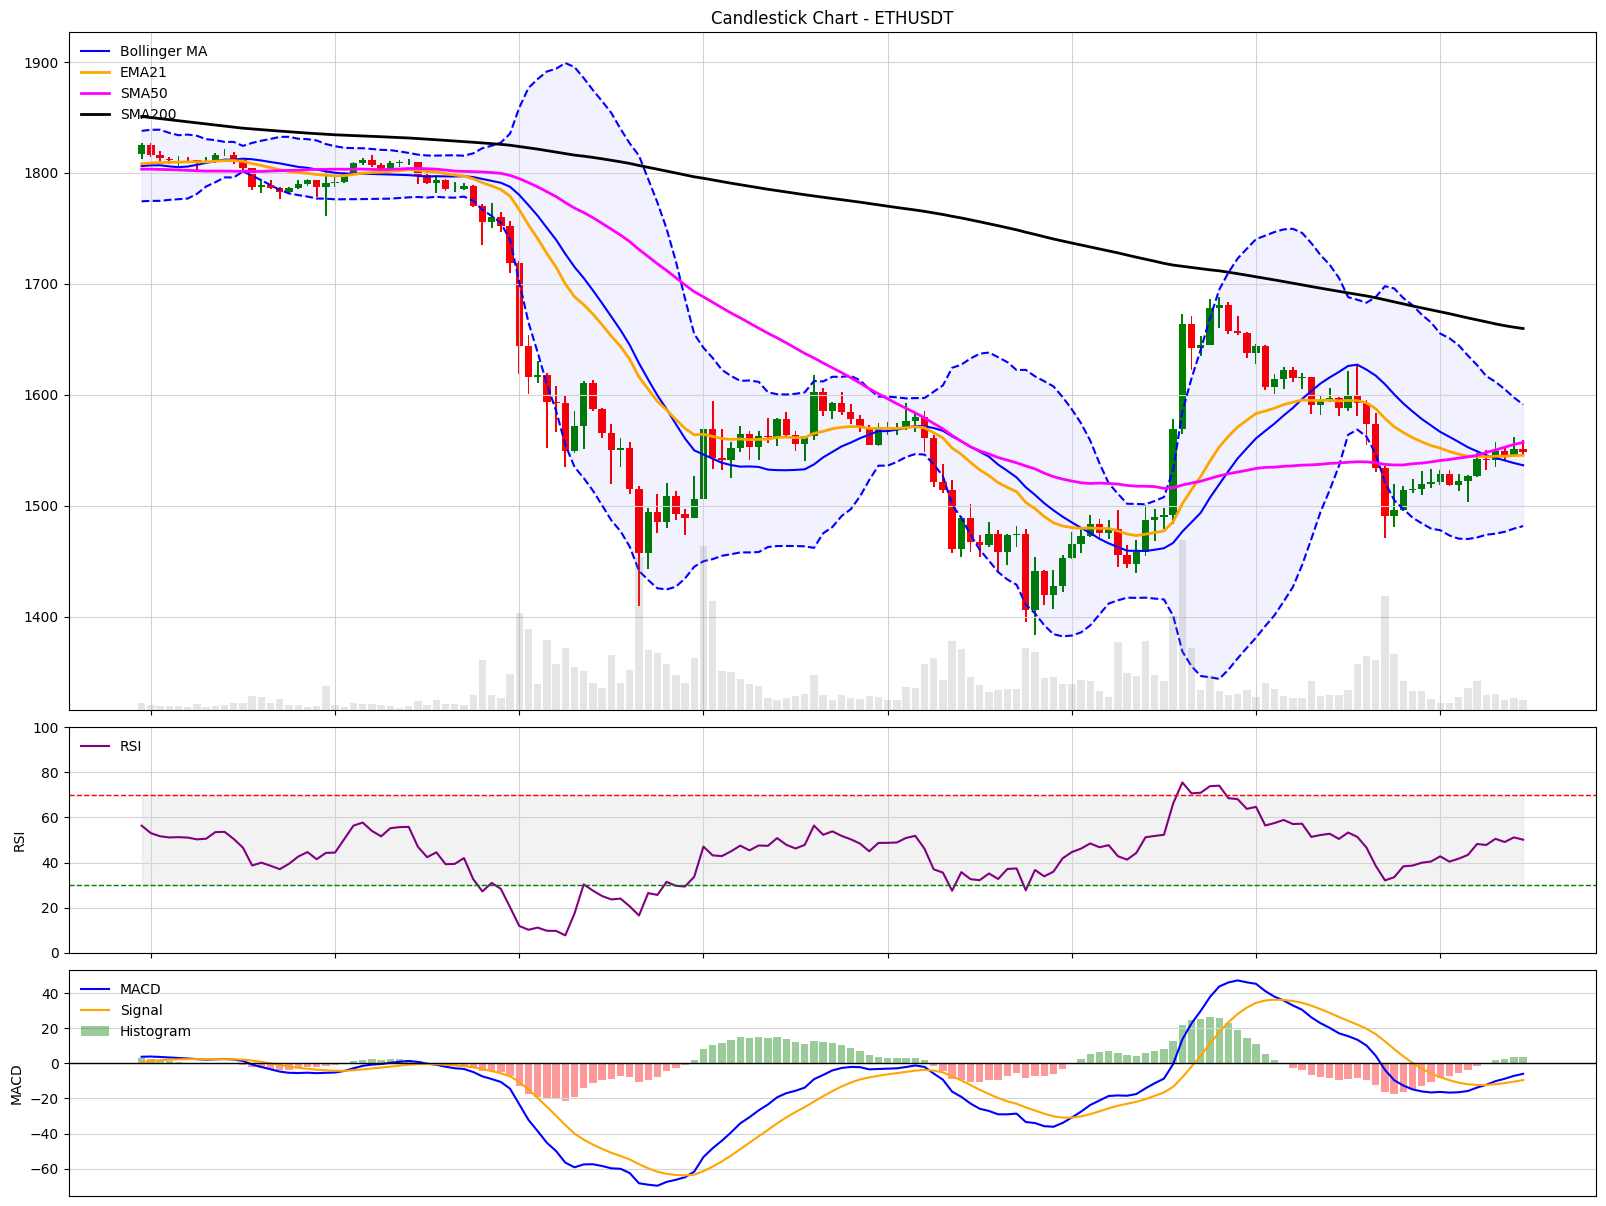 Candlestick Chart - ETHUSDT
Bollinger MA
EMA21
SMA50
SMA200
1900
1800
1700
1600
1500
1400
RSI
100
80
60
40
20
0
RSI
MACD
Signal
Histogram
40
20
0
−20
−40
−60
MACD